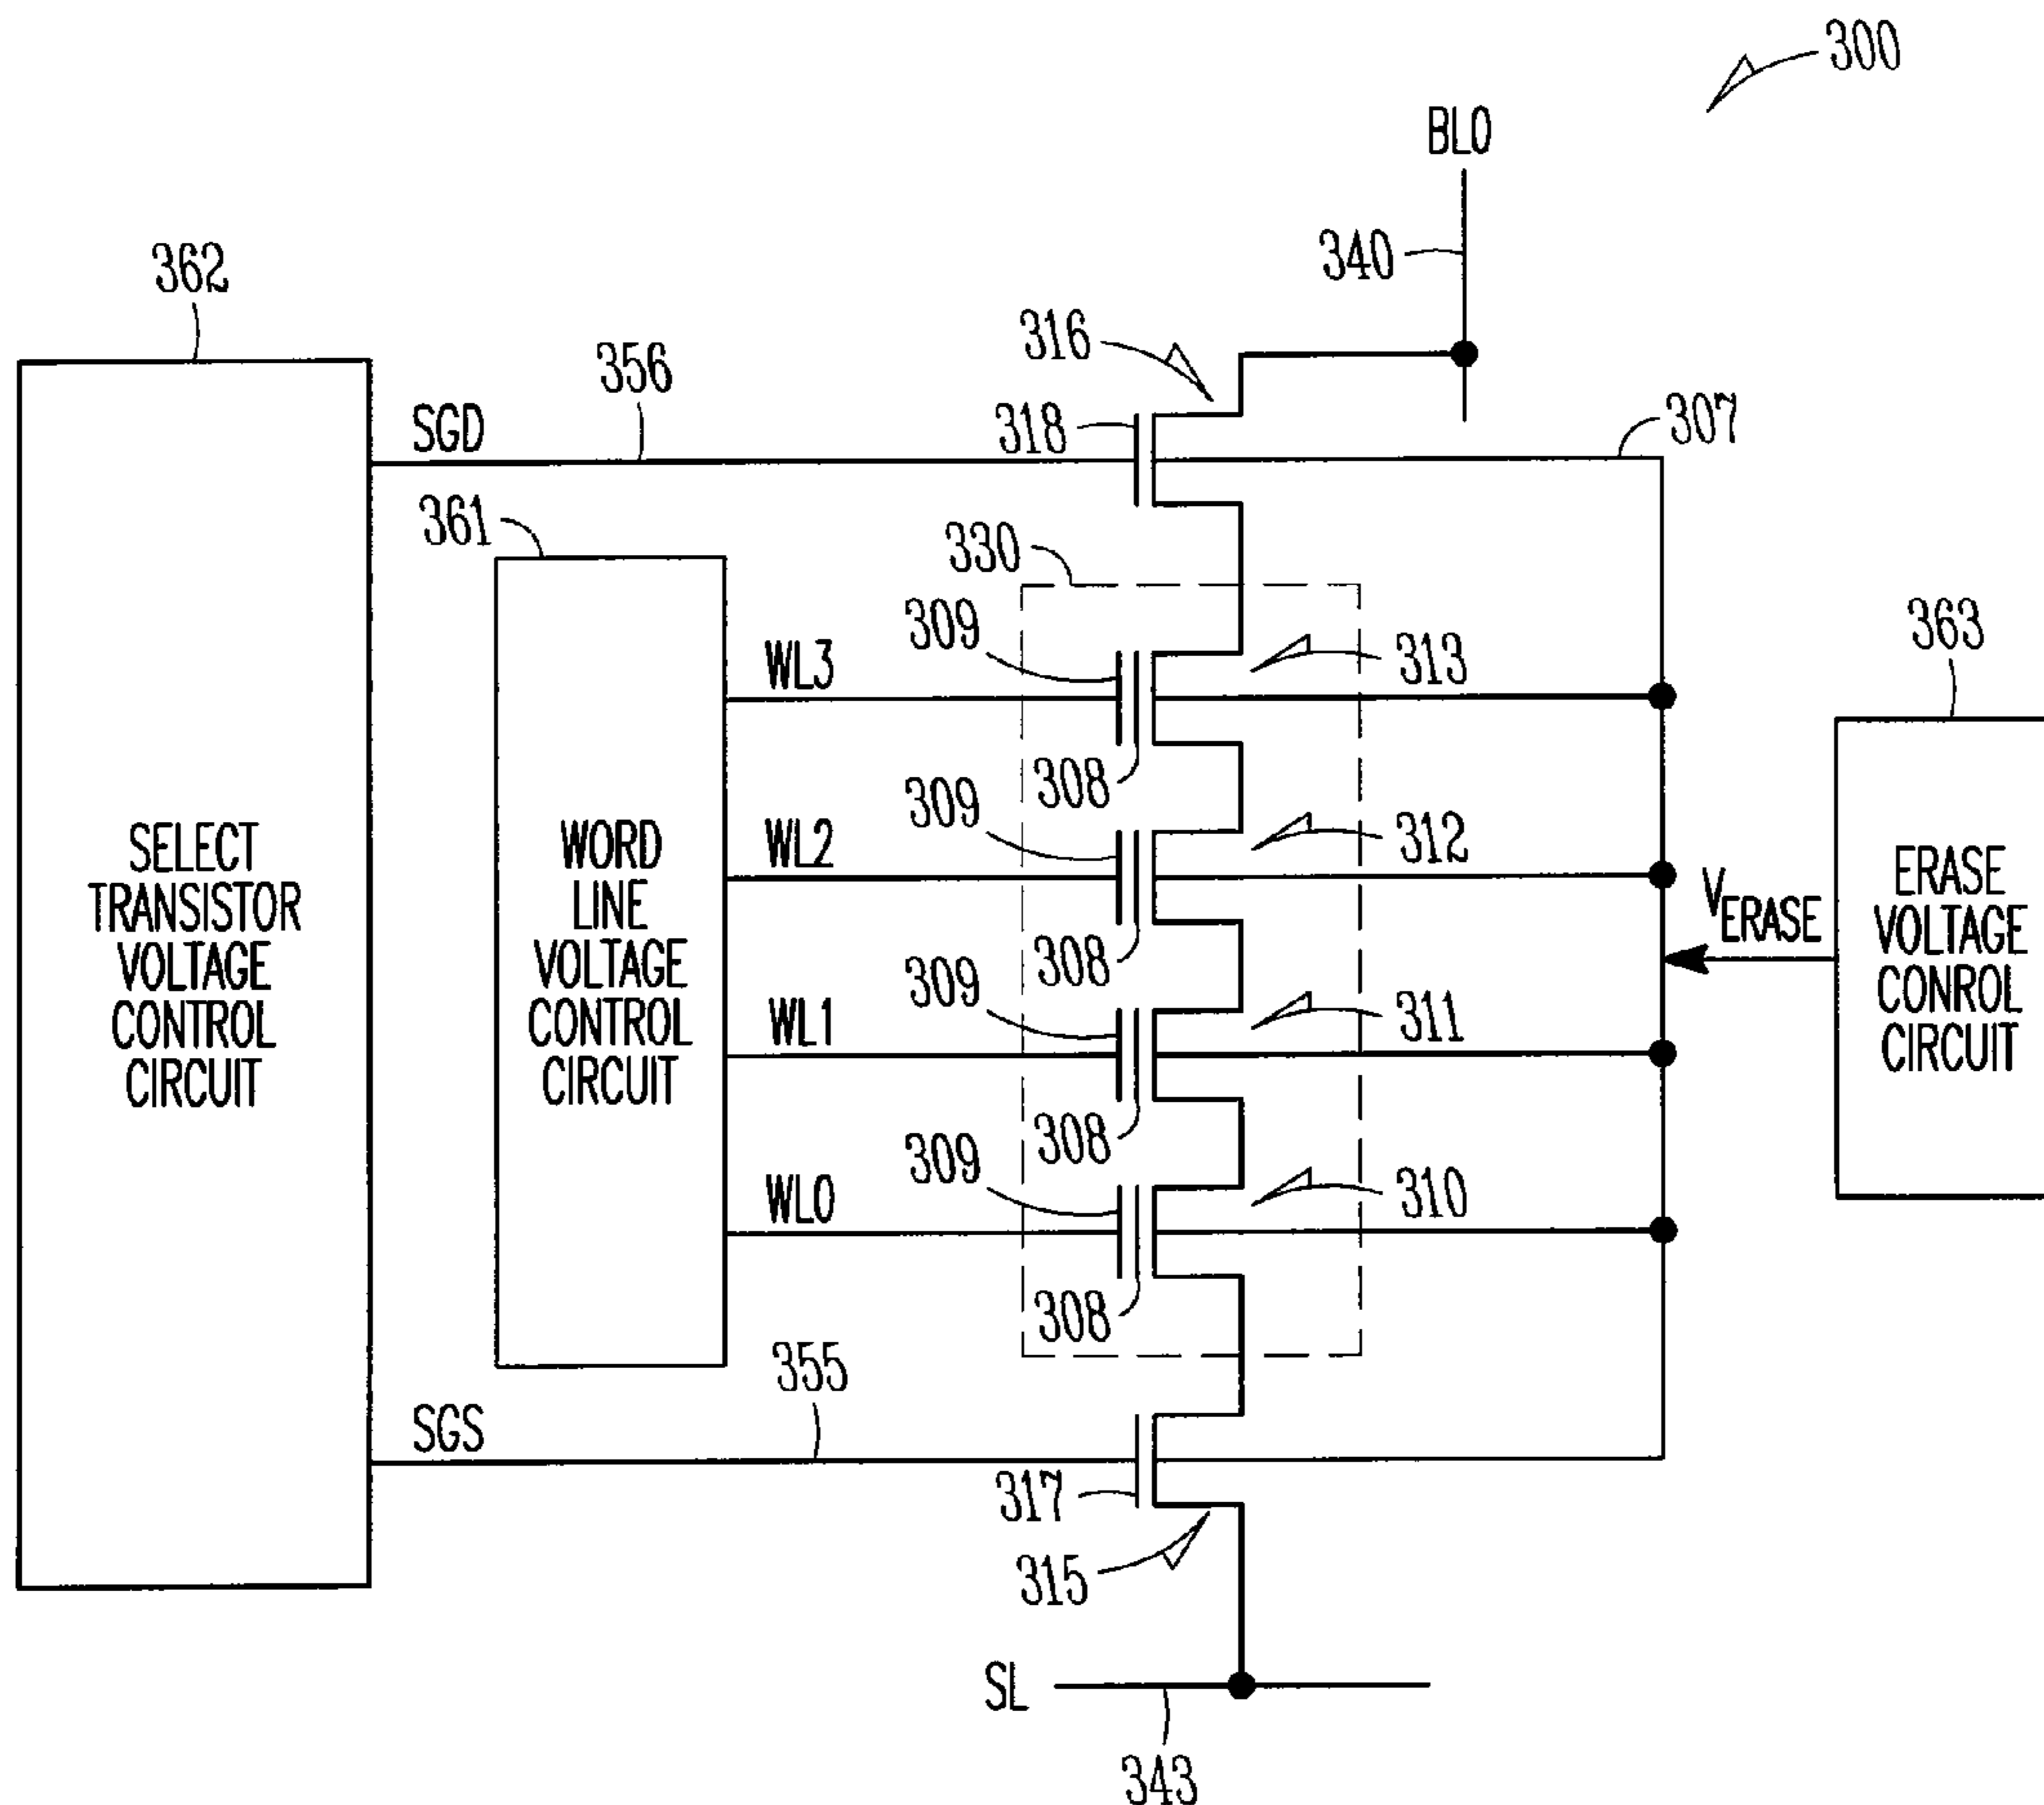 300
BL0
340
362
316
356
318
SGD
307
361
330
309
WL3
313
363
308
309
WL2
312
SELECT
TRANSISTOR
VOLTAGE
CONTROL
CIRCUIT
WORD
LINE
VOLTAGE
CONTROL
CIRCUIT
ERASE
VOLTAGE
CONROL
CIRCUIT
VERASE
308
309
WL1
311
308
309
WL0
310
308
355
SGS
317
315
SL
343